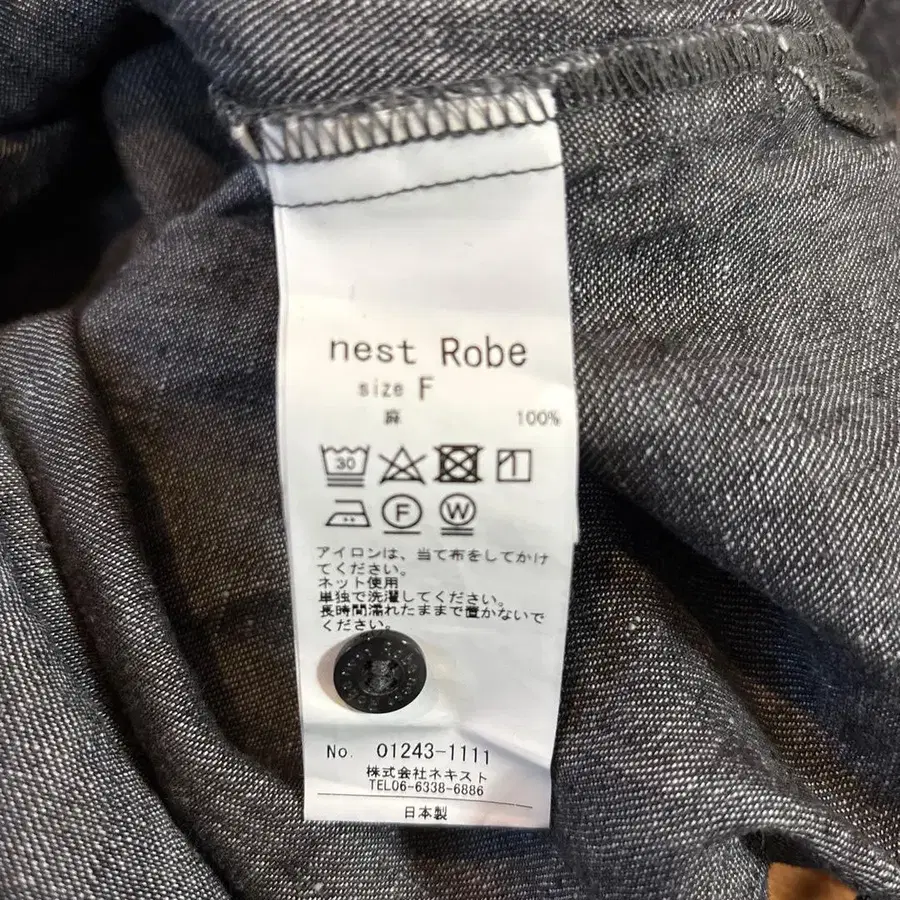 nest Robe
size F
麻 100%
30
F W
アイロンは、当て布をしてかけ
てください。
ネット使用
単独で洗濯してください。
長時間濡れたままで置かないで
ください。
No. 01243-1111
株式会社ネキスト
TEL06-6338-6886
日本製